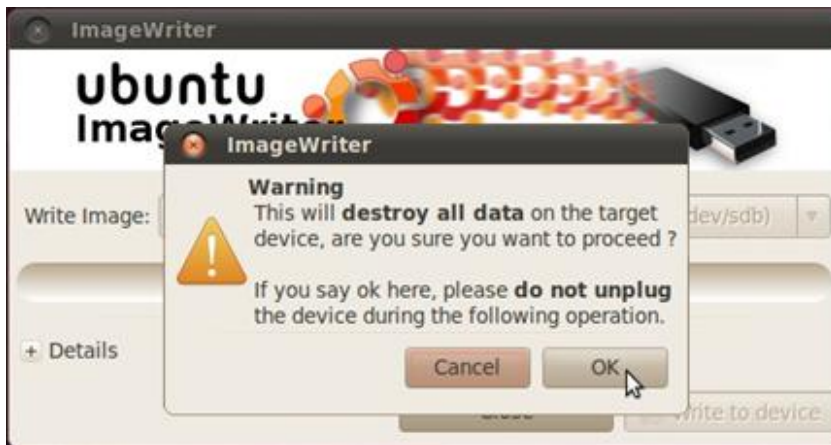 ImageWriter
ubuntu
ImageWriter
ImageWriter
Warning
This will destroy all data on the target
device, are you sure you want to proceed ?
If you say ok here, please do not unplug
the device during the following operation.
Cancel OK
Write Image: dev/sdb)
+ Details
Close Write to device